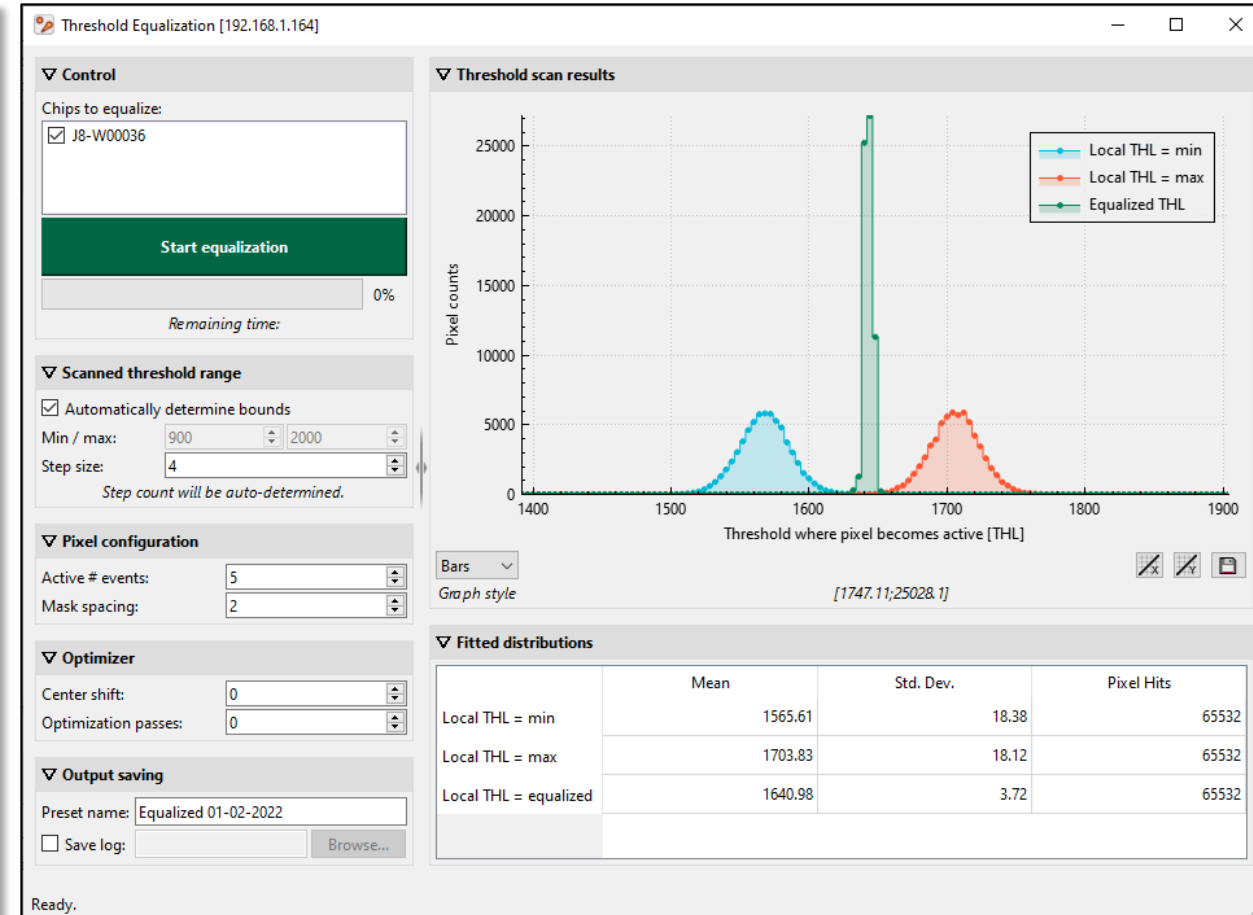 Threshold Equalization [192.168.1.164]
Control
Chips to equalize:
J8-W00036
Start equalization
0%
Remaining time:
Scanned threshold range
Automatically determine bounds
Min / max: 900 2000
Step size: 4
Step count will be auto-determined.
Pixel configuration
Active # events: 5
Mask spacing: 2
Optimizer
Center shift: 0
Optimization passes: 0
Output saving
Preset name: Equalized 01-02-2022
Save log: Browse...
Ready.
Threshold scan results
Local THL = min
Local THL = max
Equalized THL
Pixel counts
25000
20000
15000
10000
5000
0
1400 1500 1600 1700 1800 1900
Threshold where pixel becomes active [THL]
Bars
X Y
Graph style [1747.11;25028.1]
Fitted distributions
Mean Std. Dev. Pixel Hits
Local THL = min 1565.61 18.38 65532
Local THL = max 1703.83 18.12 65532
Local THL = equalized 1640.98 3.72 65532